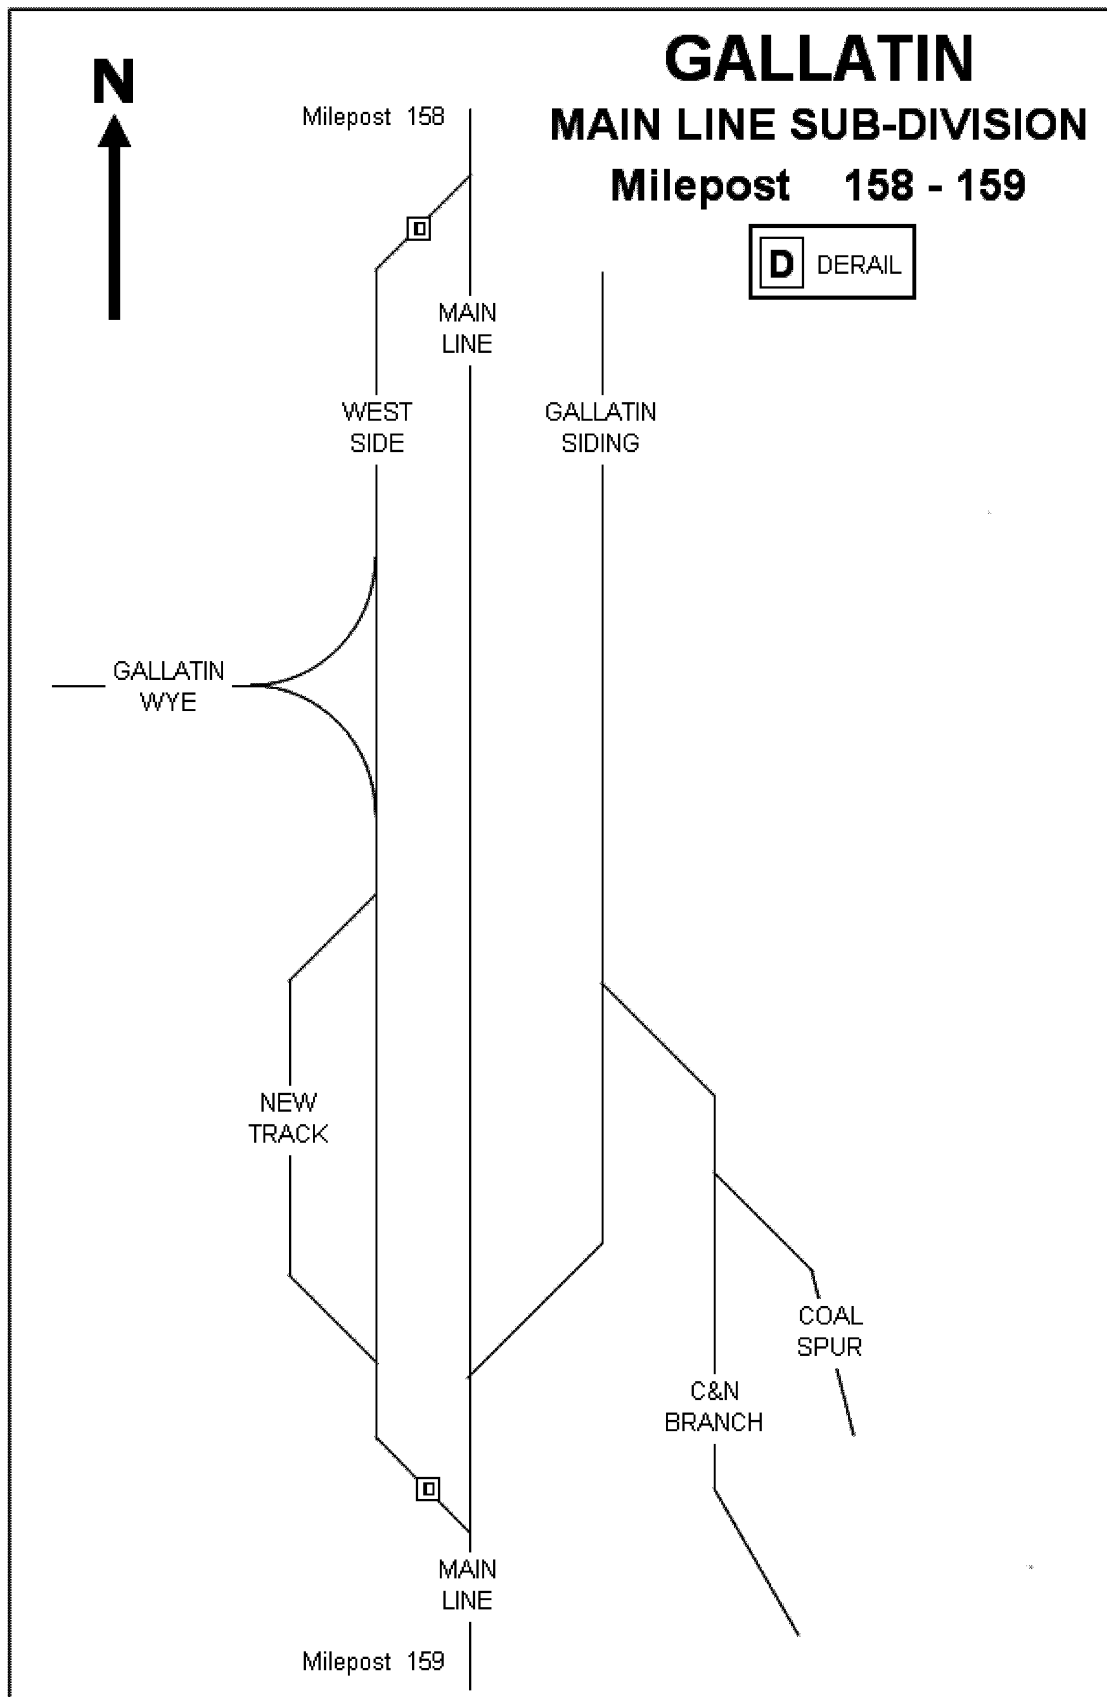 GALLATIN
MAIN LINE SUB-DIVISION
Milepost 158 - 159
D DERAIL
N
Milepost 158
D
MAIN
LINE
WEST
SIDE
GALLATIN
SIDING
GALLATIN
WYE
NEW
TRACK
COAL
SPUR
C&N
BRANCH
D
MAIN
LINE
Milepost 159